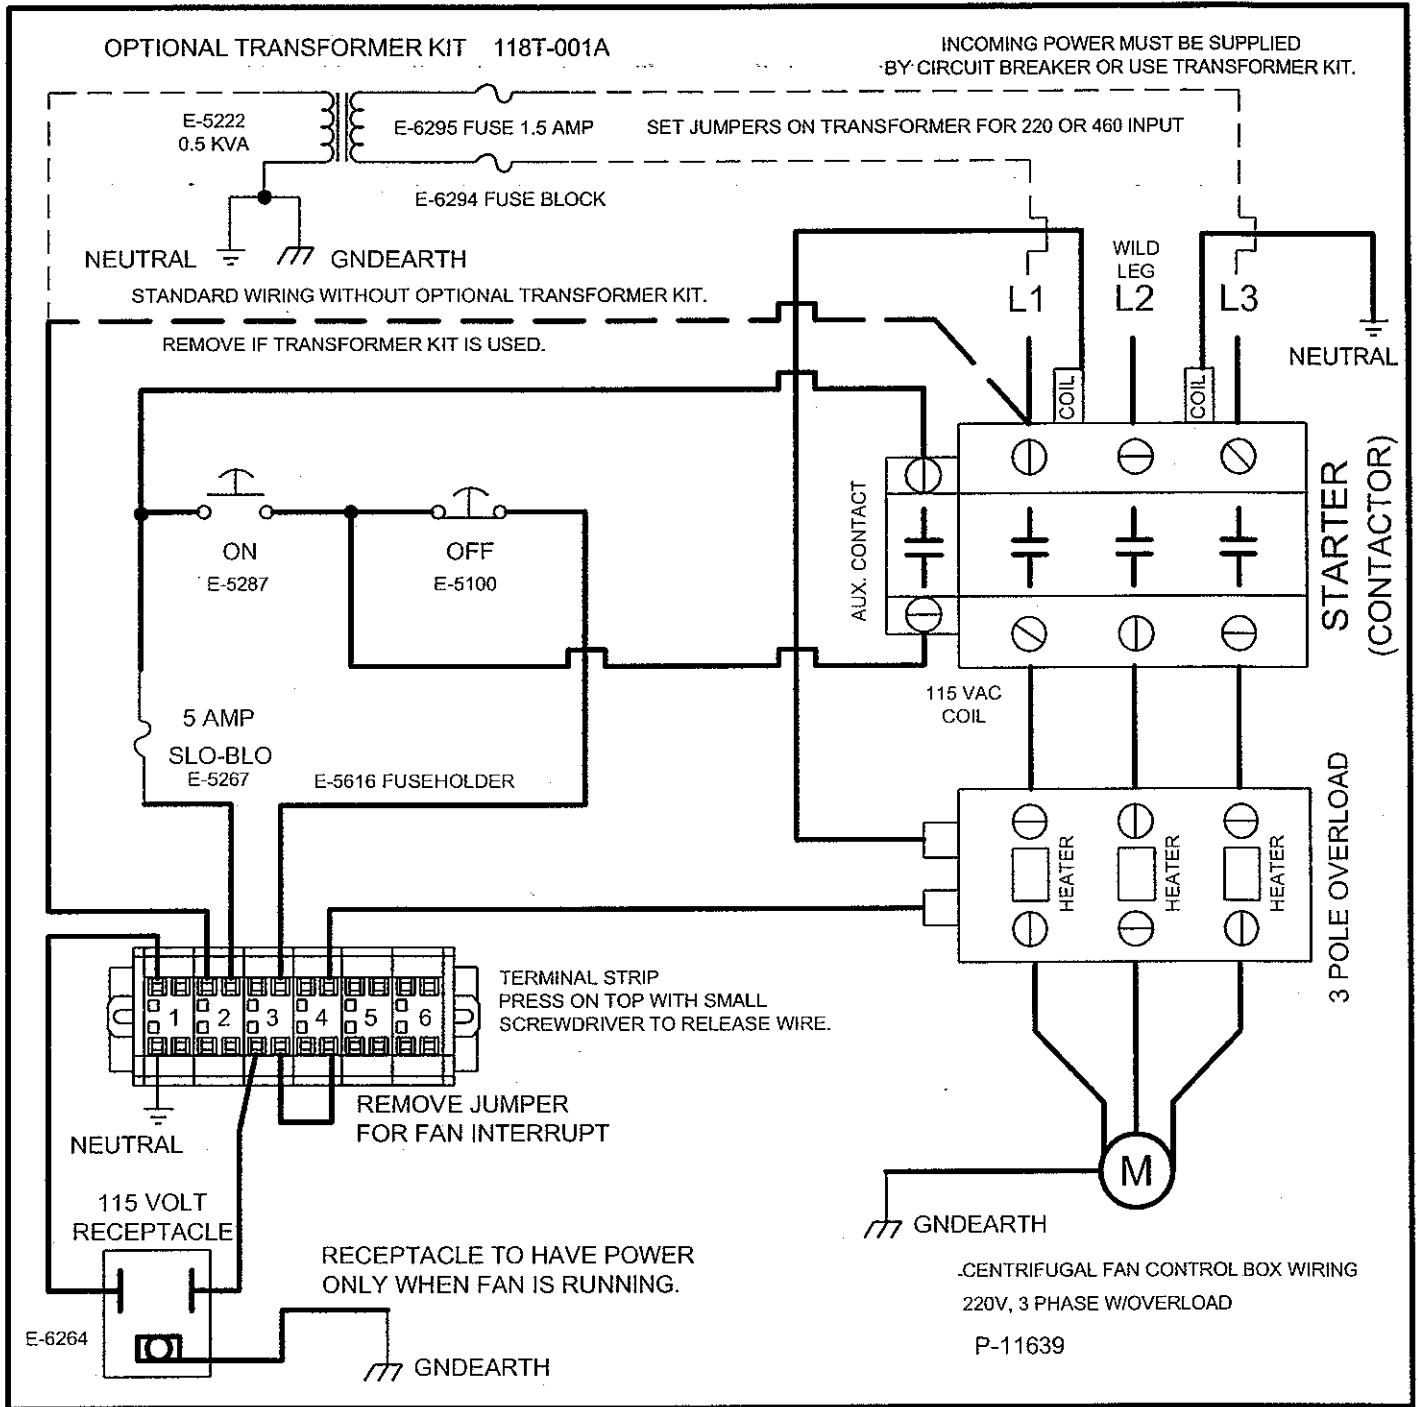 OPTIONAL TRANSFORMER KIT 118T-001A
INCOMING POWER MUST BE SUPPLIED
BY CIRCUIT BREAKER OR USE TRANSFORMER KIT.
E-5222
0.5 KVA
E-6295 FUSE 1.5 AMP
SET JUMPERS ON TRANSFORMER FOR 220 OR 460 INPUT
E-6294 FUSE BLOCK
NEUTRAL
GNDEARTH
STANDARD WIRING WITHOUT OPTIONAL TRANSFORMER KIT.
REMOVE IF TRANSFORMER KIT IS USED.
WILD
LEG
L1
L2
L3
NEUTRAL
COIL
COIL
STARTER
(CONTACTOR)
AUX. CONTACT
ON
E-5287
OFF
E-5100
115 VAC
COIL
5 AMP
SLO-BLO
E-5267
E-5616 FUSEHOLDER
HEATER
HEATER
HEATER
3 POLE OVERLOAD
TERMINAL STRIP
PRESS ON TOP WITH SMALL
SCREWDRIVER TO RELEASE WIRE.
1 2 3 4 5 6
REMOVE JUMPER
FOR FAN INTERRUPT
NEUTRAL
M
GNDEARTH
115 VOLT
RECEPTACLE
RECEPTACLE TO HAVE POWER
ONLY WHEN FAN IS RUNNING.
E-6264
GNDEARTH
CENTRIFUGAL FAN CONTROL BOX WIRING
220V, 3 PHASE W/OVERLOAD
P-11639